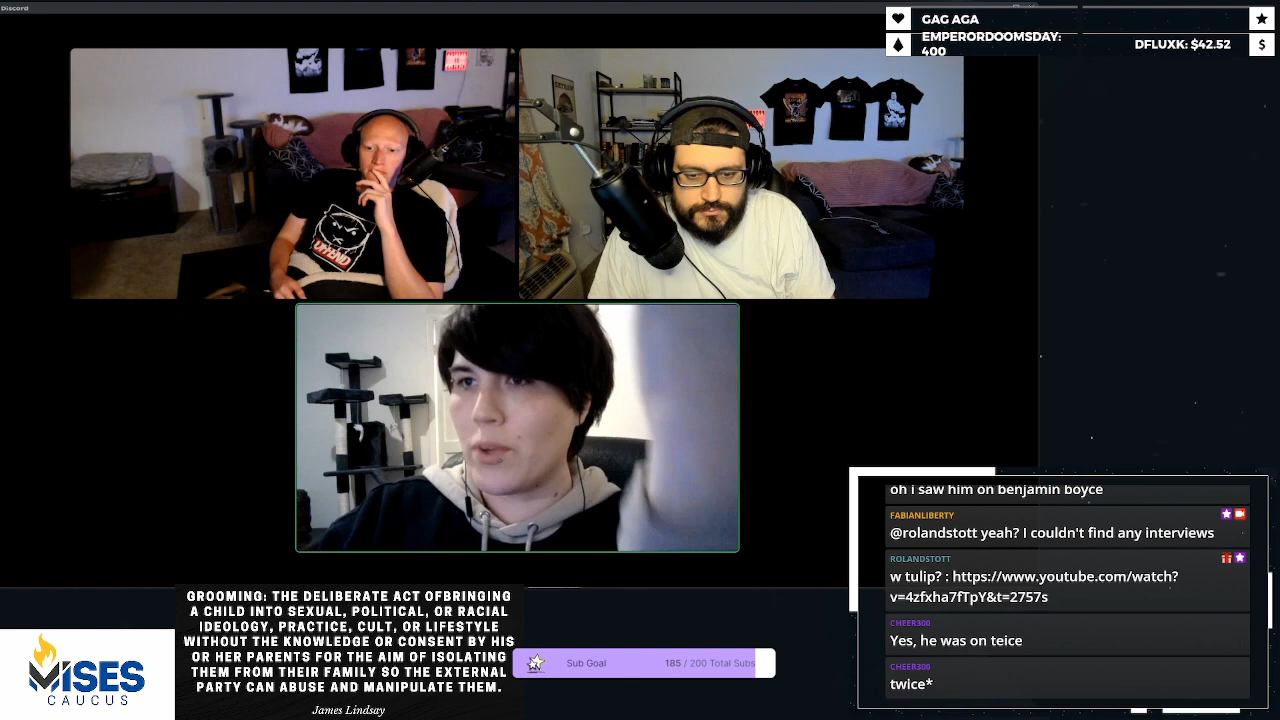 Discord
GAG AGA
EMPERORDOOMSDAY:
400
DFLUXK: $42.52
$
OFFEND
oh i saw him on benjamin boyce
FABIANLIBERTY
@rolandstott yeah? I couldn't find any interviews
ROLANDSTOTT
w tulip? : https://www.youtube.com/watch?
v=4zfxha7fTpY&t=2757s
CHEER300
Yes, he was on teice
CHEER300
twice*
GROOMING: THE DELIBERATE ACT OFBRINGING
A CHILD INTO SEXUAL, POLITICAL, OR RACIAL
IDEOLOGY, PRACTICE, CULT, OR LIFESTYLE
WITHOUT THE KNOWLEDGE OR CONSENT BY HIS
OR HER PARENTS FOR THE AIM OF ISOLATING
THEM FROM THEIR FAMILY SO THE EXTERNAL
PARTY CAN ABUSE AND MANIPULATE THEM.
James Lindsay
MISES
CAUCUS
Sub Goal
185 / 200 Total Subs